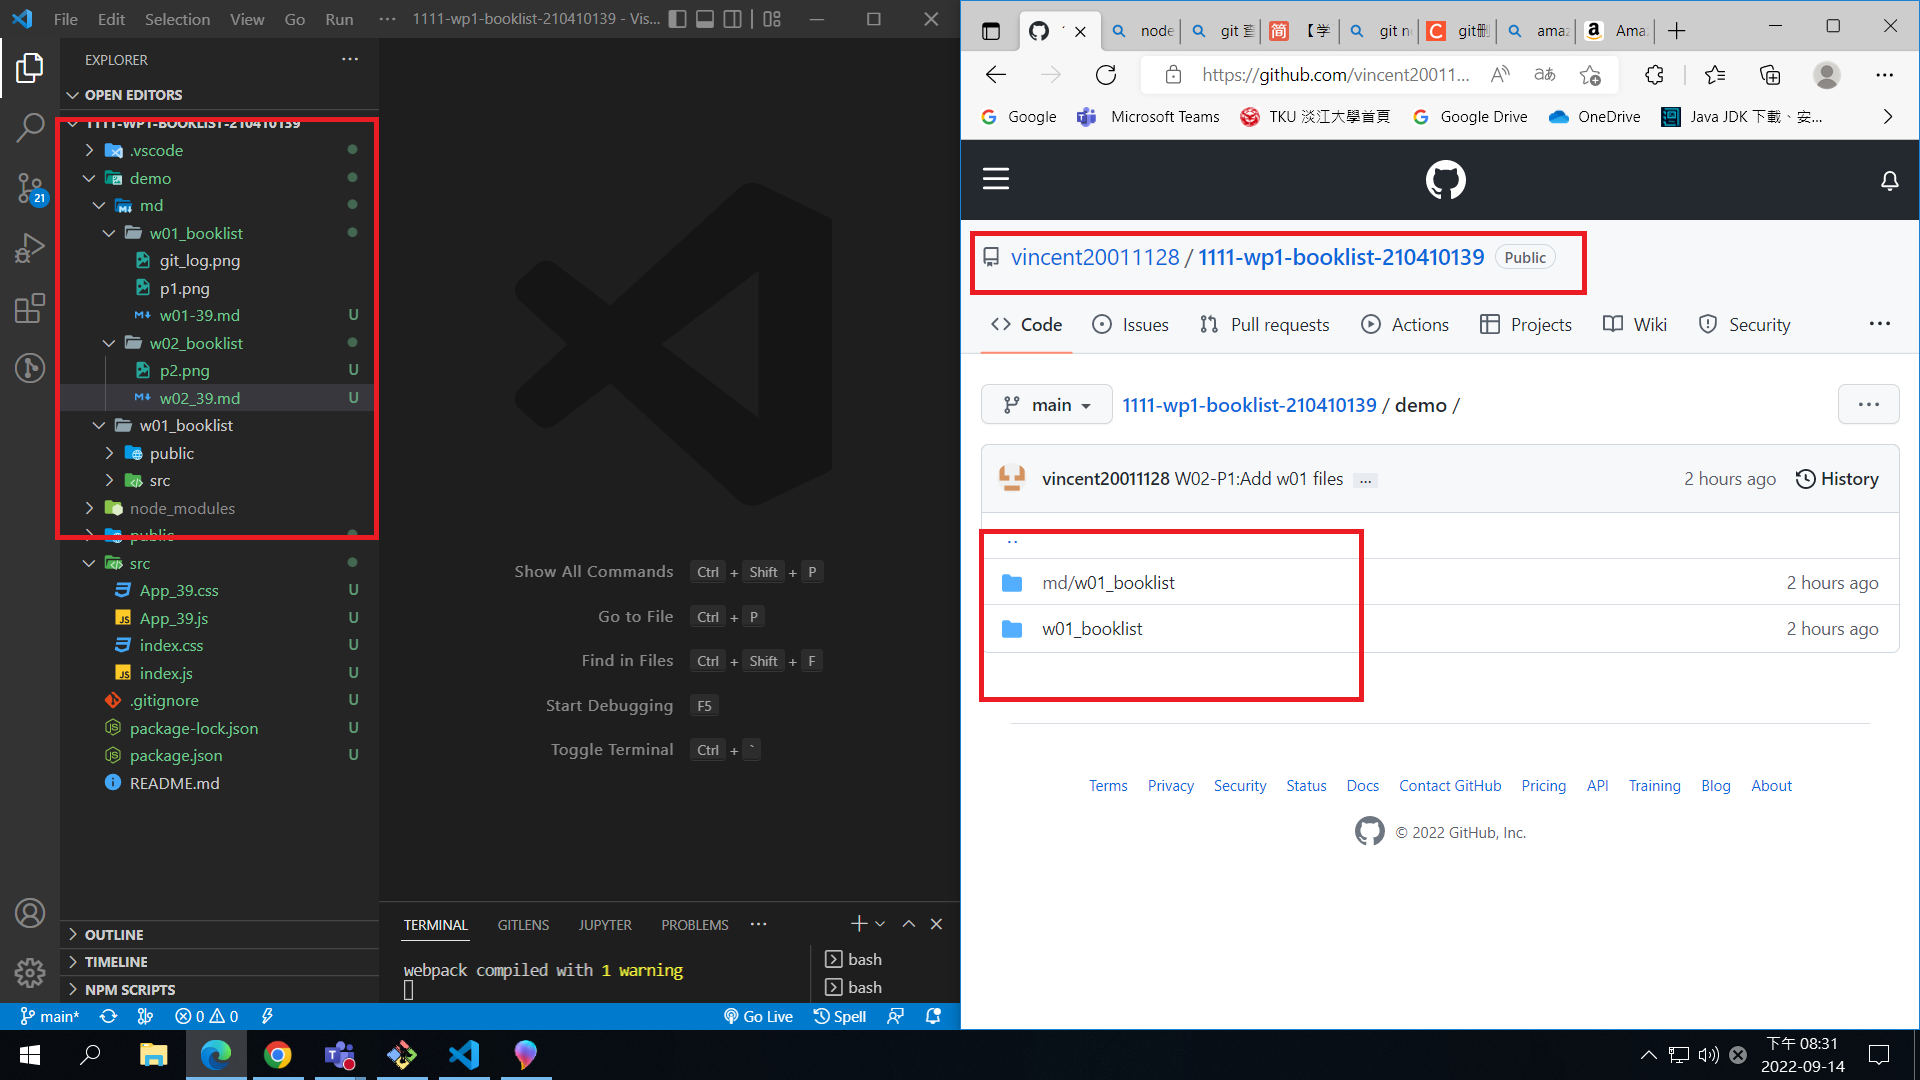 File Edit Selection View Go Run ··· 1111-wp1-booklist-210410139 - Vis...
EXPLORER ···
OPEN EDITORS
1111-WP1-BOOKLIST-210410139
.vscode
demo
md
w01_booklist
git_log.png
p1.png
w01-39.md U
w02_booklist
p2.png U
w02_39.md U
w01_booklist
public
src
node_modules
public
src
App_39.css U
App_39.js U
index.css U
index.js U
.gitignore U
package-lock.json U
package.json U
README.md
OUTLINE
TIMELINE
NPM SCRIPTS
21
Show All Commands Ctrl + Shift + P
Go to File Ctrl + P
Find in Files Ctrl + Shift + F
Start Debugging F5
Toggle Terminal Ctrl + `
TERMINAL GITLENS JUPYTER PROBLEMS ···
webpack compiled with 1 warning
bash
bash
main* 0 0 Go Live Spell
node git 查 简 【学 git n C git刪 ama a Ama
https://github.com/vincent20011...
Google Microsoft Teams TKU 淡江大學首頁 Google Drive OneDrive Java JDK 下載、安...
vincent20011128 / 1111-wp1-booklist-210410139 Public
Code Issues Pull requests Actions Projects Wiki Security ···
main 1111-wp1-booklist-210410139 / demo / ···
vincent20011128 W02-P1:Add w01 files ... 2 hours ago History
..
md/w01_booklist 2 hours ago
w01_booklist 2 hours ago
Terms Privacy Security Status Docs Contact GitHub Pricing API Training Blog About
© 2022 GitHub, Inc.
下午 08:31
2022-09-14